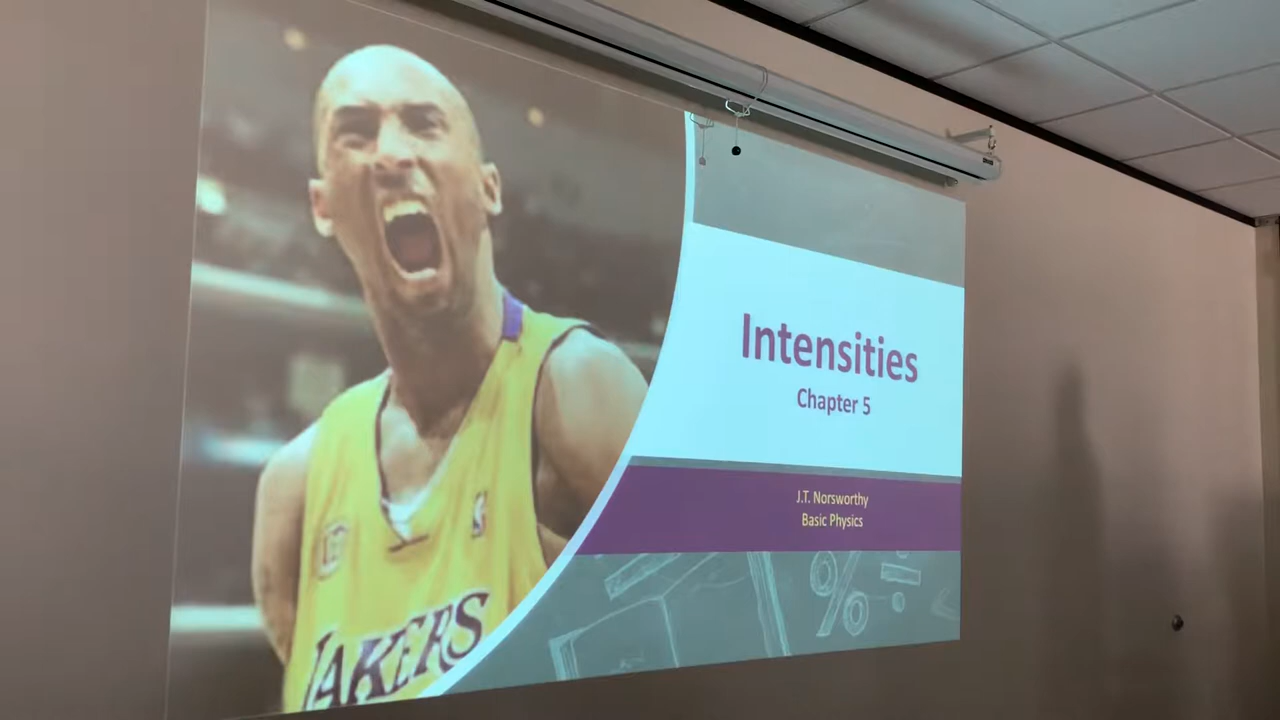 LAKERS
Intensities
Chapter 5
J.T. Norsworthy
Basic Physics
%